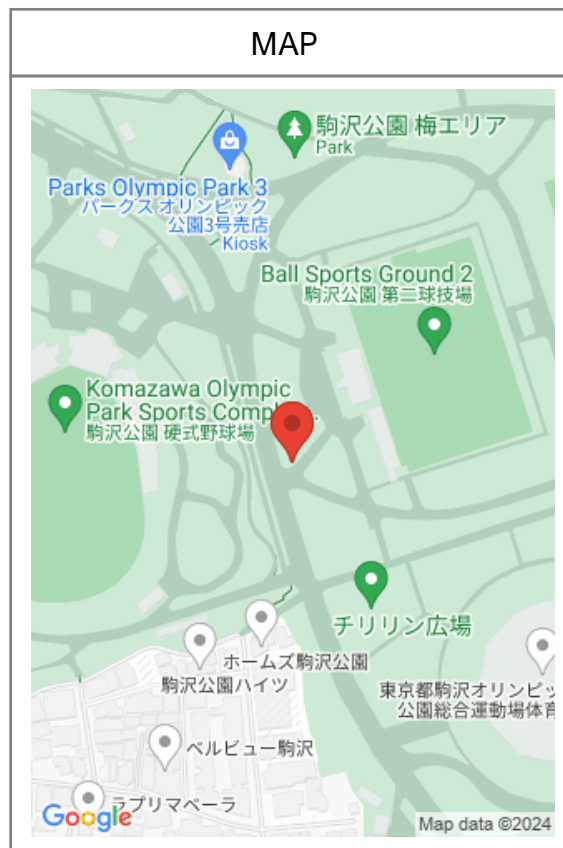 MAP
駒沢公園 梅エリア
Park
Parks Olympic Park 3
パークス オリンピック
公園3号売店
Kiosk
Ball Sports Ground 2
駒沢公園 第二球技場
Komazawa Olympic
Park Sports Compl...
駒沢公園 硬式野球場
チリリン広場
ホームズ駒沢公園
駒沢公園ハイツ
東京都駒沢オリンピッ
公園総合運動場体育
ベルビュー駒沢
ラプリマベーラ
Google
Map data ©2024